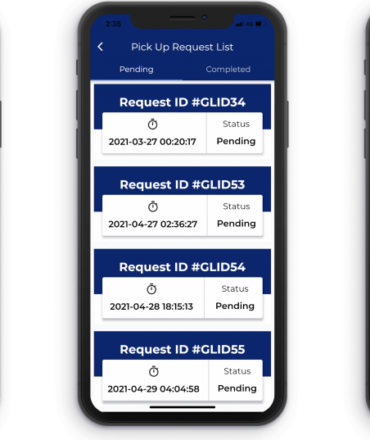 2:35
Pick Up Request List
Pending Completed
Request ID #GLID34
Status
2021-03-27 00:20:17 Pending
Request ID #GLID53
Status
2021-04-27 02:36:27 Pending
Request ID #GLID54
Status
2021-04-28 18:15:13 Pending
Request ID #GLID55
Status
2021-04-29 04:04:58 Pending